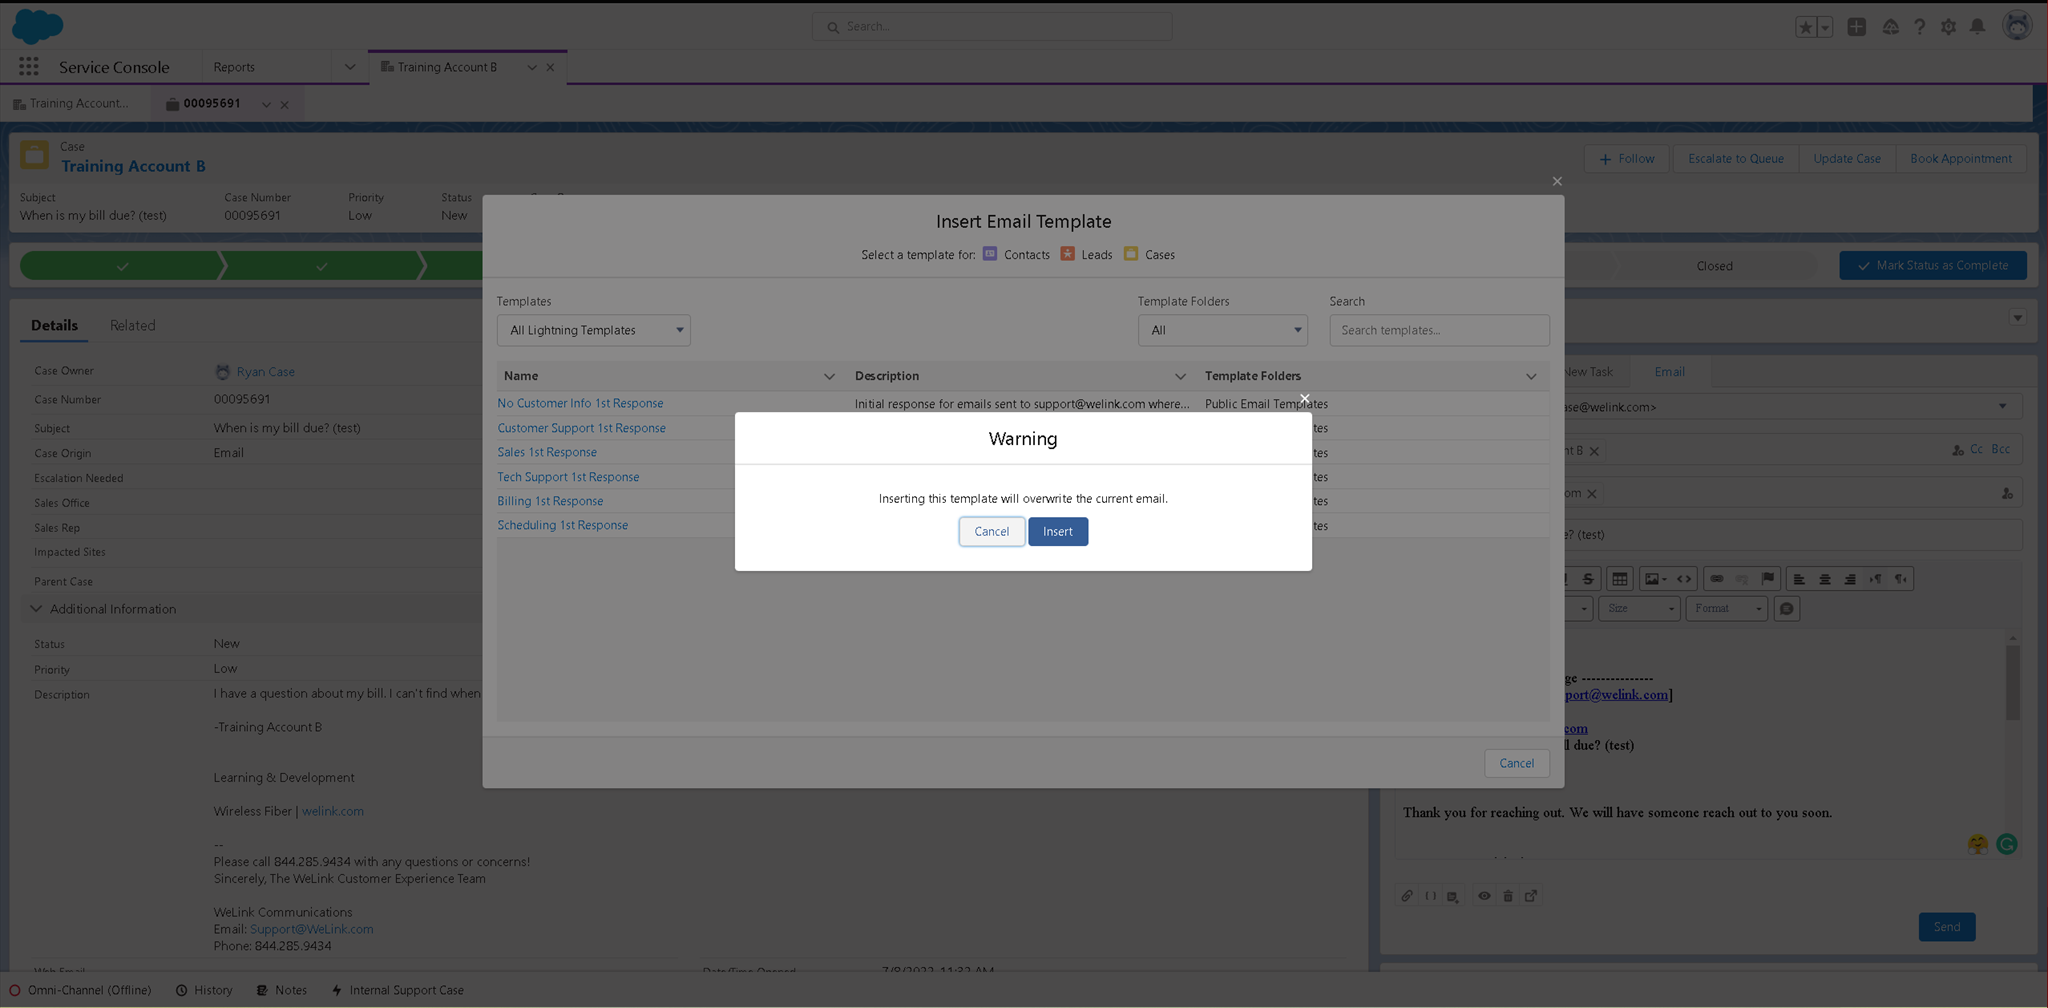 Search...
Service Console
Reports
Training Account B
Training Account...
00095691
Case
Training Account B
Follow
Escalate to Queue
Update Case
Book Appointment
Subject
Case Number
Priority
Status
When is my bill due? (test)
00095691
Low
New
Insert Email Template
Select a template for:
Contacts
Leads
Cases
Closed
Mark Status as Complete
Templates
Template Folders
Search
All Lightning Templates
All
Search templates...
Name
Description
Template Folders
No Customer Info 1st Response
Initial response for emails sent to support@welink.com where...
Public Email Templates
Customer Support 1st Response
tes
Sales 1st Response
tes
Tech Support 1st Response
tes
Billing 1st Response
tes
Scheduling 1st Response
tes
Warning
Inserting this template will overwrite the current email.
Cancel
Insert
Cancel
Details
Related
Case Owner
Ryan Case
Case Number
00095691
Subject
When is my bill due? (test)
Case Origin
Email
Escalation Needed
Sales Office
Sales Rep
Impacted Sites
Parent Case
Additional Information
Status
New
Priority
Low
Description
I have a question about my bill. I can't find when
-Training Account B
Learning & Development
Wireless Fiber | welink.com
--
Please call 844.285.9434 with any questions or concerns!
Sincerely, The WeLink Customer Experience Team
WeLink Communications
Email: Support@WeLink.com
Phone: 844.285.9434
New Task
Email
ase@welink.com>
t B
Cc
Bcc
om
e? (test)
Size
Format
ge ---------------
port@welink.com]
com
ll due? (test)
Thank you for reaching out. We will have someone reach out to you soon.
Send
Omni-Channel (Offline)
History
Notes
Internal Support Case